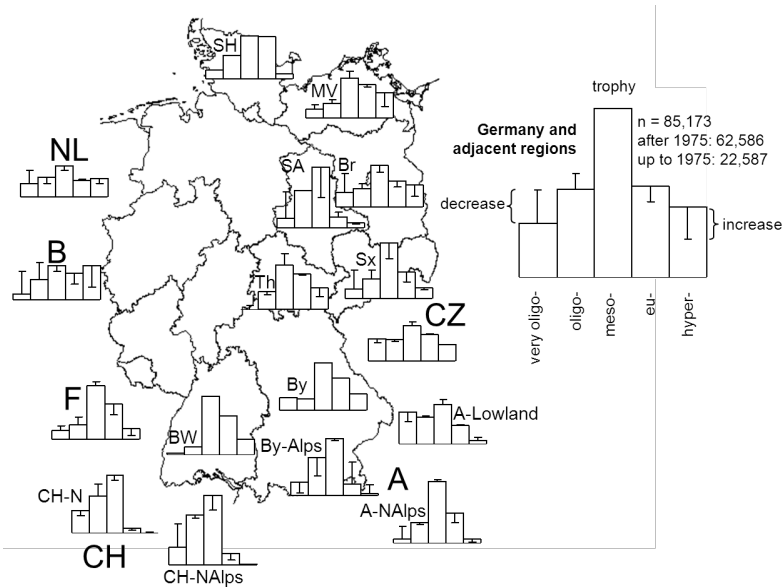 SH
MV
trophy
Germany and
adjacent regions
n = 85,173
after 1975: 62,586
up to 1975: 22,587
NL
SA
Br
decrease
increase
B
Th
Sx
very oligo-
oligo-
meso-
eu-
hyper-
CZ
By
F
A-Lowland
BW
By-Alps
A
CH-N
A-NAlps
CH
CH-NAlps